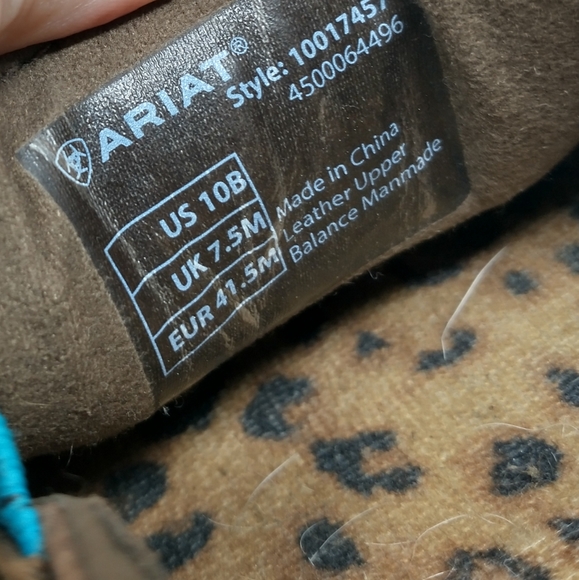 ARIAT®
Style: 10017457
4500064496
US 10B
UK 7.5M
EUR 41.5M
Made in China
Leather Upper
Balance Manmade